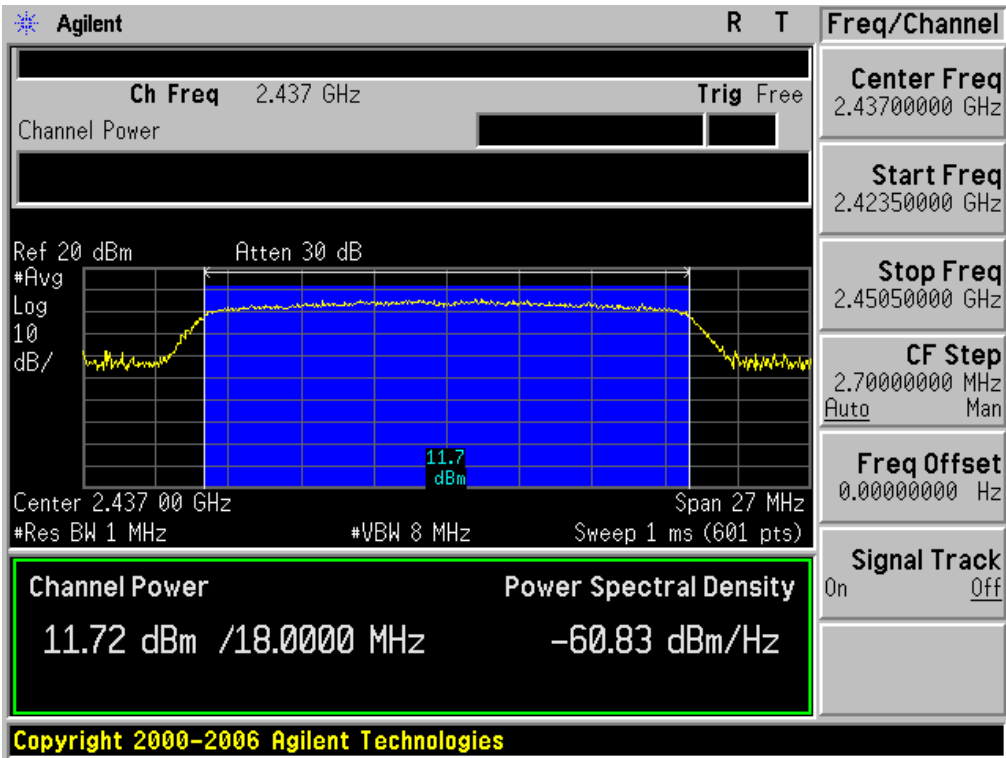 Agilent R T Freq/Channel
Ch Freq 2.437 GHz Trig Free
Channel Power
Center Freq
2.43700000 GHz
Start Freq
2.42350000 GHz
Stop Freq
2.45050000 GHz
CF Step
2.70000000 MHz
Auto Man
Freq Offset
0.00000000 Hz
Signal Track
On Off
Ref 20 dBm Atten 30 dB
#Avg
Log
10
dB/
11.7
dBm
Center 2.437 00 GHz Span 27 MHz
#Res BW 1 MHz #VBW 8 MHz Sweep 1 ms (601 pts)
Channel Power Power Spectral Density
11.72 dBm /18.0000 MHz -60.83 dBm/Hz
Copyright 2000-2006 Agilent Technologies